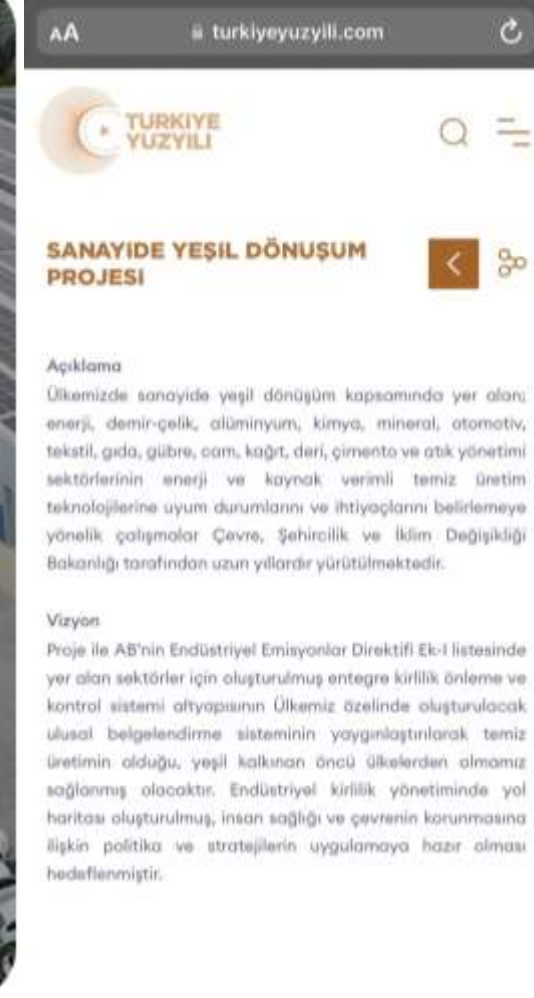 AA turkiyeyuzyili.com
TURKIYE
YUZYILI
SANAYIDE YEŞIL DÖNUŞUM
PROJESI
Açıklama
Ülkemizde sanayide yeşil dönüşüm kapsamında yer alan;
enerji, demir-çelik, alüminyum, kimya, mineral, otomotiv,
tekstil, gıda, gübre, cam, kağıt, deri, çimento ve atık yönetimi
sektörlerinin enerji ve kaynak verimli temiz üretim
teknolojilerine uyum durumlarını ve ihtiyaçlarını belirlemeye
yönelik çalışmalar Çevre, Şehircilik ve İklim Değişikliği
Bakanlığı tarafından uzun yıllardır yürütülmektedir.
Vizyon
Proje ile AB'nin Endüstriyel Emisyonlar Direktifi Ek-I listesinde
yer alan sektörler için oluşturulmuş entegre kirlilik önleme ve
kontrol sistemi altyapısının Ülkemiz özelinde oluşturulacak
ulusal belgelendirme sisteminin yaygınlaştırılarak temiz
üretimin olduğu, yeşil kalkınan öncü ülkelerden olmamız
sağlanmış olacaktır. Endüstriyel kirlilik yönetiminde yol
haritası oluşturulmuş, insan sağlığı ve çevrenin korunmasına
ilişkin politika ve stratejilerin uygulamaya hazır olması
hedeflenmiştir.